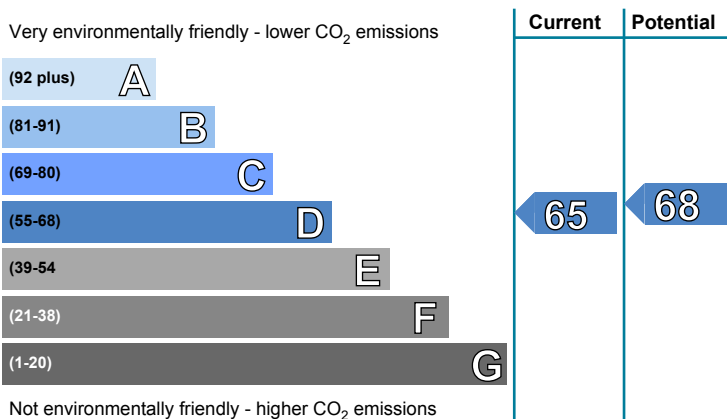 Current Potential
Very environmentally friendly - lower CO2 emissions
(92 plus) A
(81-91) B
(69-80) C
(55-68) D
65 68
(39-54 E
(21-38) F
(1-20) G
Not environmentally friendly - higher CO2 emissions